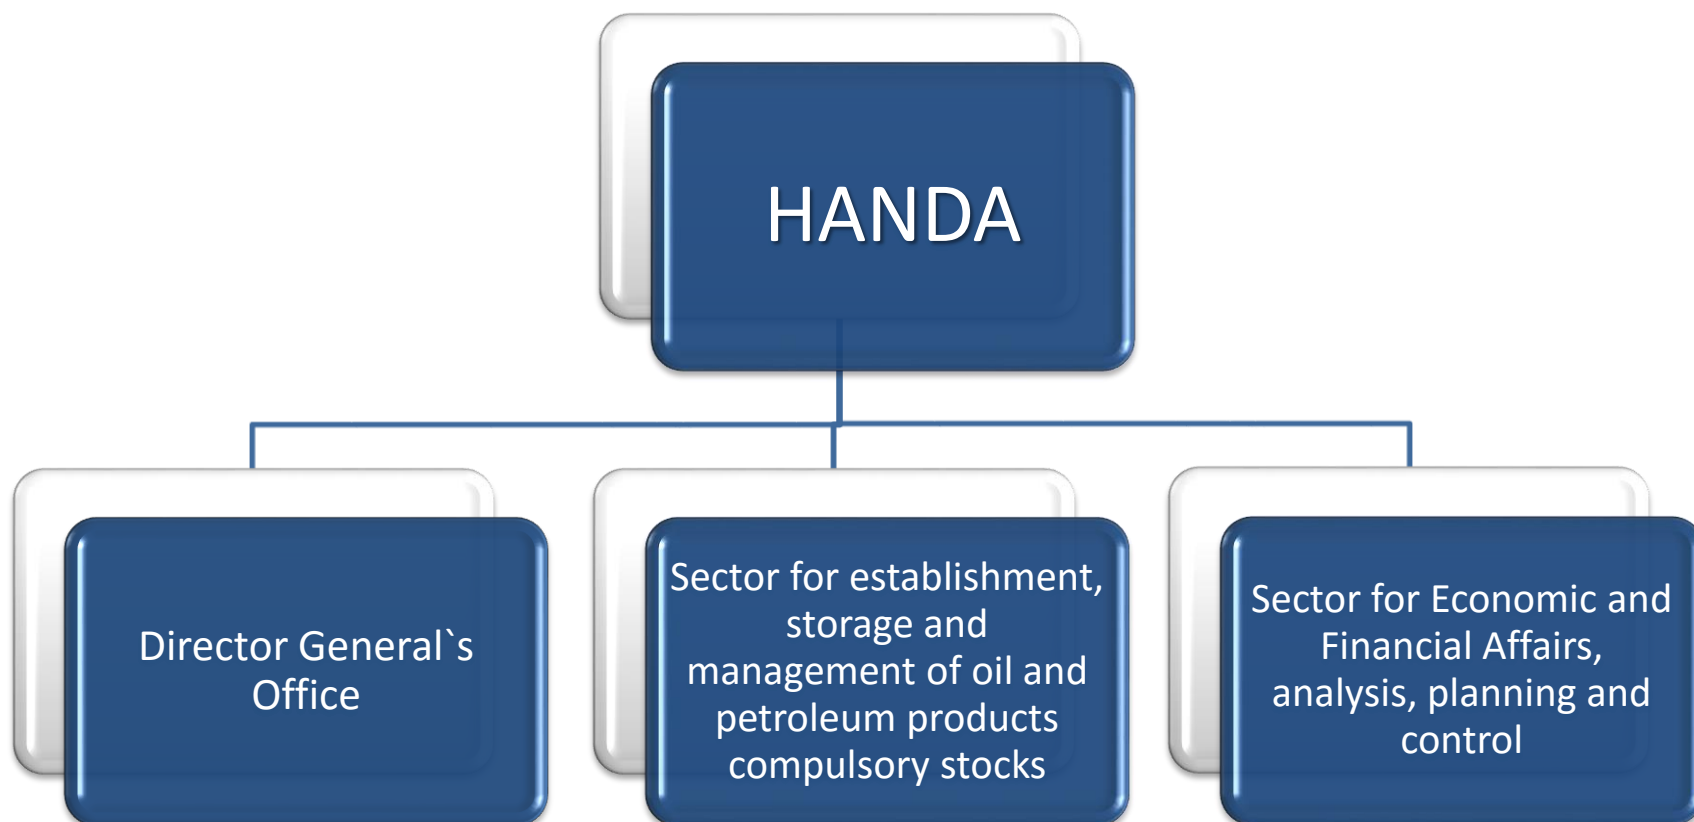 HANDA
Director General`s
Office
Sector for establishment,
storage and
management of oil and
petroleum products
compulsory stocks
Sector for Economic and
Financial Affairs,
analysis, planning and
control